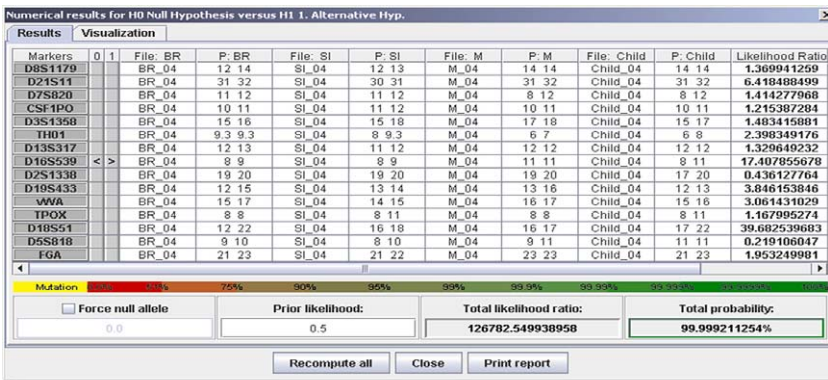 Numerical results for H0 Null Hypothesis versus H1 1. Alternative Hyp.
Results Visualization
Markers 0 1 File: BR P: BR File: SI P: SI File: M P: M File: Child P: Child Likelihood Ratio
D8S1179 BR_04 12 14 SI_04 12 13 M_04 14 14 Child_04 14 14 1.369941259
D21S11 BR_04 31 32 SI_04 30 31 M_04 31 32 Child_04 31 32 6.418488499
D7S820 BR_04 11 12 SI_04 11 12 M_04 8 12 Child_04 8 12 1.414277968
CSF1PO BR_04 10 11 SI_04 11 12 M_04 10 11 Child_04 10 11 1.215387284
D3S1358 BR_04 15 16 SI_04 15 18 M_04 17 18 Child_04 15 17 1.483415881
TH01 BR_04 9.3 9.3 SI_04 8 9.3 M_04 6 7 Child_04 6 8 2.398349176
D13S317 BR_04 12 13 SI_04 11 12 M_04 12 12 Child_04 12 12 1.329649232
D16S539 < > BR_04 8 9 SI_04 8 9 M_04 11 11 Child_04 8 11 17.407855678
D2S1338 BR_04 19 20 SI_04 19 20 M_04 19 20 Child_04 17 20 0.436127764
D19S433 BR_04 12 15 SI_04 13 14 M_04 13 16 Child_04 12 13 3.846153846
vWA BR_04 15 17 SI_04 14 15 M_04 16 17 Child_04 15 16 3.061431029
TPOX BR_04 8 8 SI_04 8 11 M_04 8 8 Child_04 8 11 1.167995274
D18S51 BR_04 12 22 SI_04 16 18 M_04 16 17 Child_04 17 22 39.682539683
D5S818 BR_04 9 10 SI_04 8 10 M_04 9 11 Child_04 11 11 0.219106047
FGA BR_04 21 23 SI_04 21 22 M_04 23 23 Child_04 21 23 1.953249981
Mutation 75% 90% 95% 99% 99.9% 99.99% 99.999% 100%
Force null allele Prior likelihood: Total likelihood ratio: Total probability:
0.0 0.5 126782.549938958 99.999211254%
Recompute all Close Print report